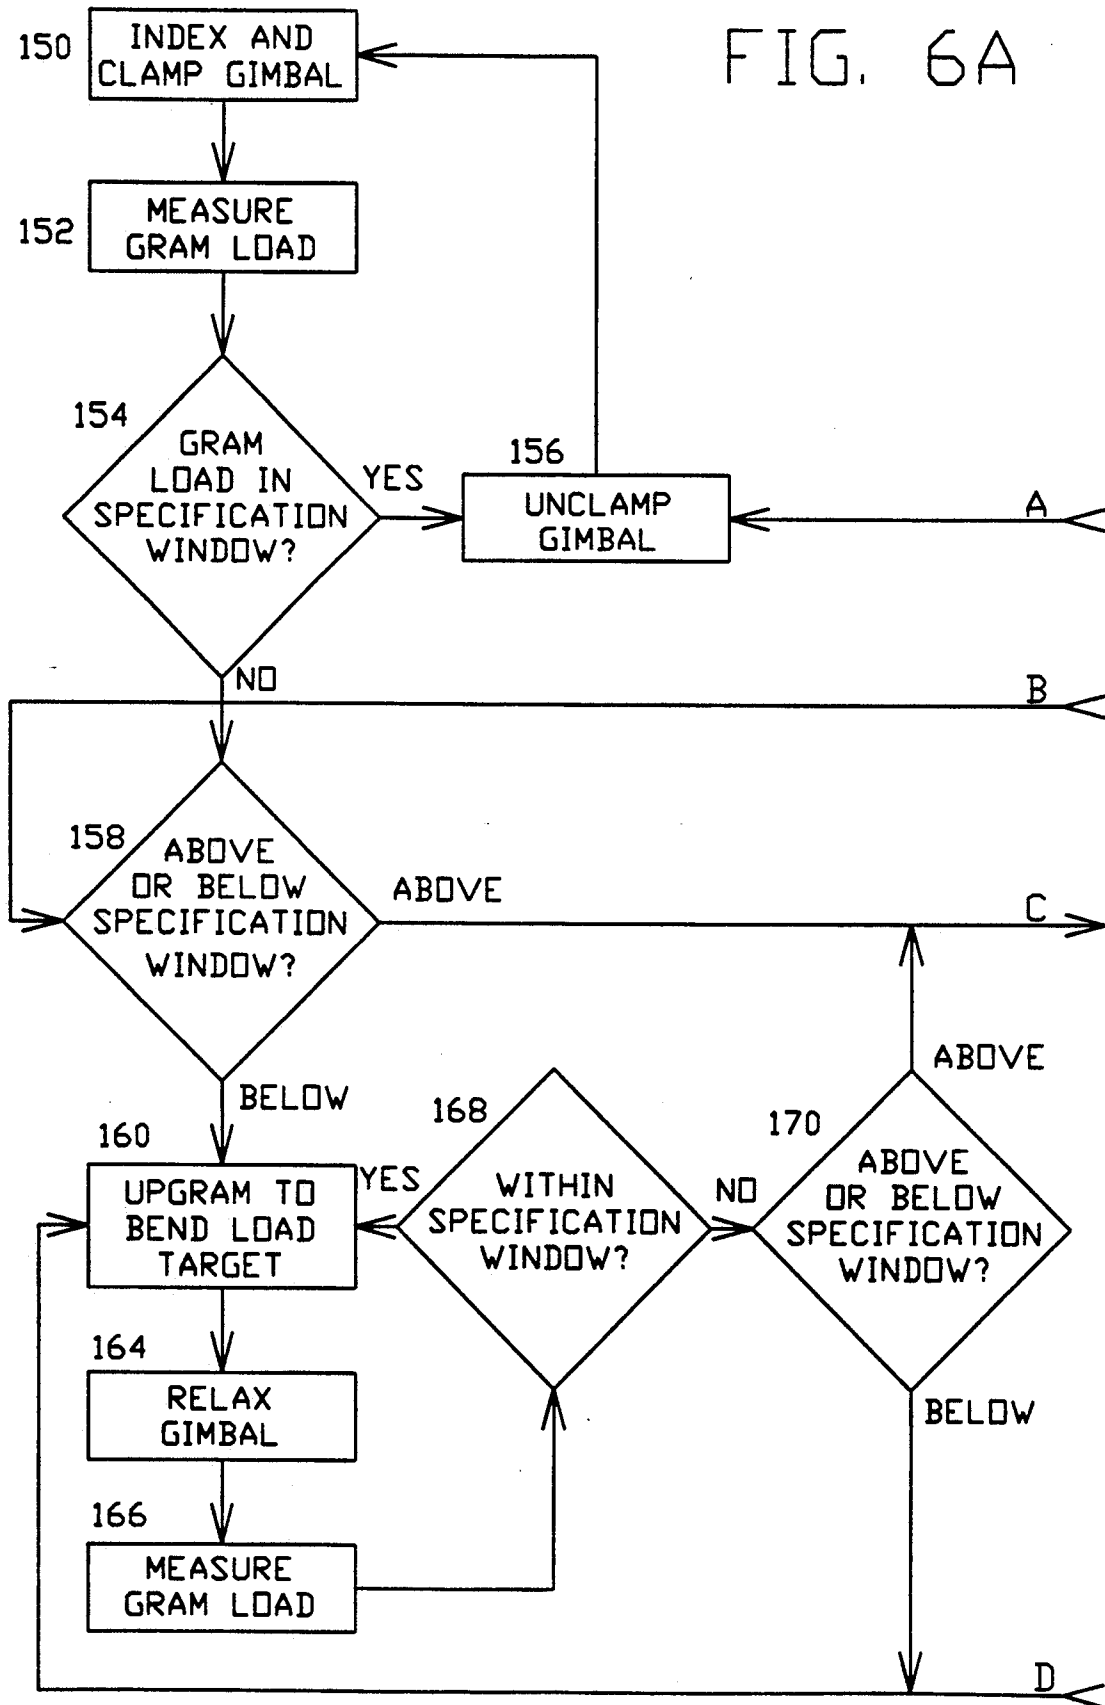 FIG. 6A
150
INDEX AND
CLAMP GIMBAL
152
MEASURE
GRAM LOAD
154
GRAM
LOAD IN
SPECIFICATION
WINDOW?
YES
156
UNCLAMP
GIMBAL
A
NO
B
158
ABOVE
OR BELOW
SPECIFICATION
WINDOW?
ABOVE
C
BELOW
160
UPGRAM TO
BEND LOAD
TARGET
YES
168
WITHIN
SPECIFICATION
WINDOW?
NO
170
ABOVE
OR BELOW
SPECIFICATION
WINDOW?
ABOVE
BELOW
164
RELAX
GIMBAL
166
MEASURE
GRAM LOAD
D